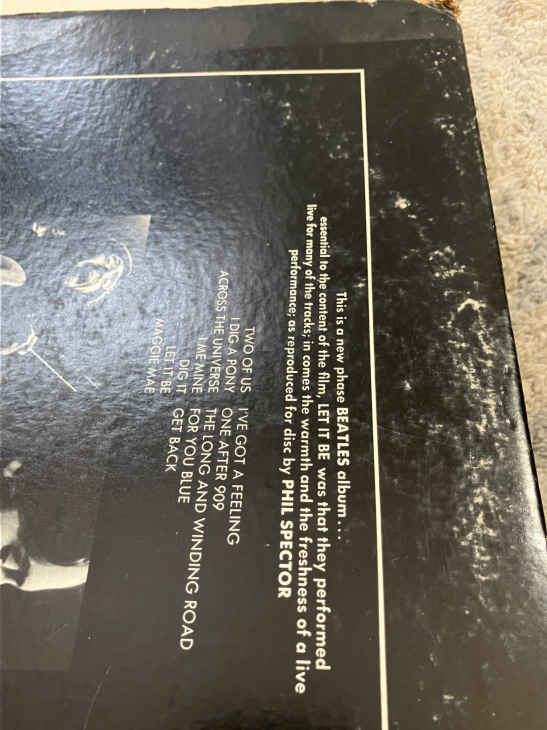 This is a new phase BEATLES album . . .
essential to the content of the film, LET IT BE was that they performed
live for many of the tracks; in comes the warmth and the freshness of a live
performance; as reproduced for disc by PHIL SPECTOR
TWO OF US
I DIG A PONY
ACROSS THE UNIVERSE
I ME MINE
DIG IT
LET IT BE
MAGGIE MAE
I'VE GOT A FEELING
ONE AFTER 909
THE LONG AND WINDING ROAD
FOR YOU BLUE
GET BACK